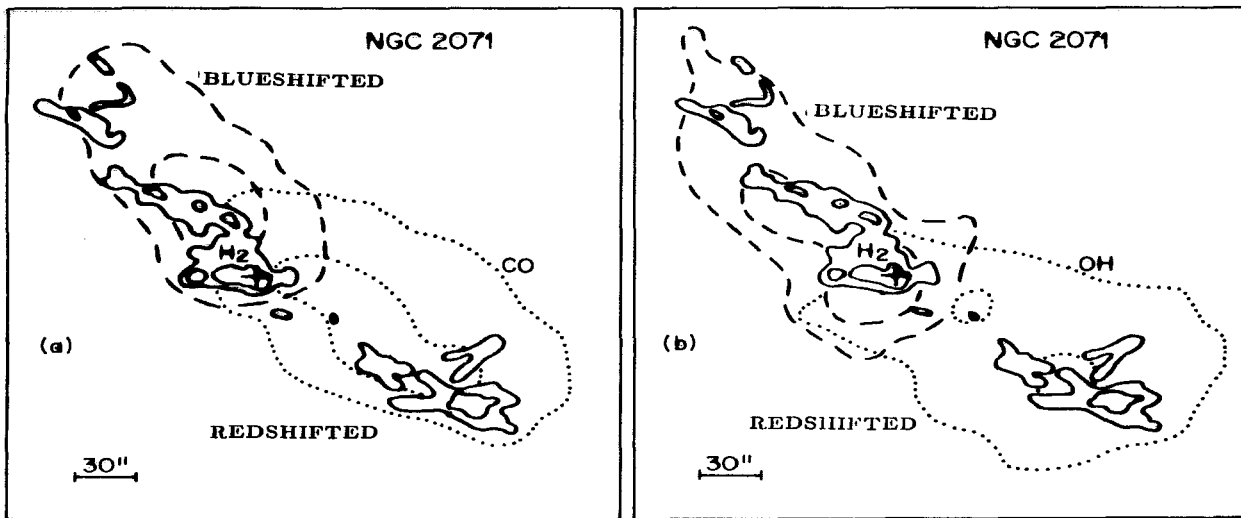 NGC 2071
BLUESHIFTED
H2
CO
(a)
REDSHIFTED
30"
NGC 2071
BLUESHIFTED
H2
OH
(b)
REDSHIFTED
30"